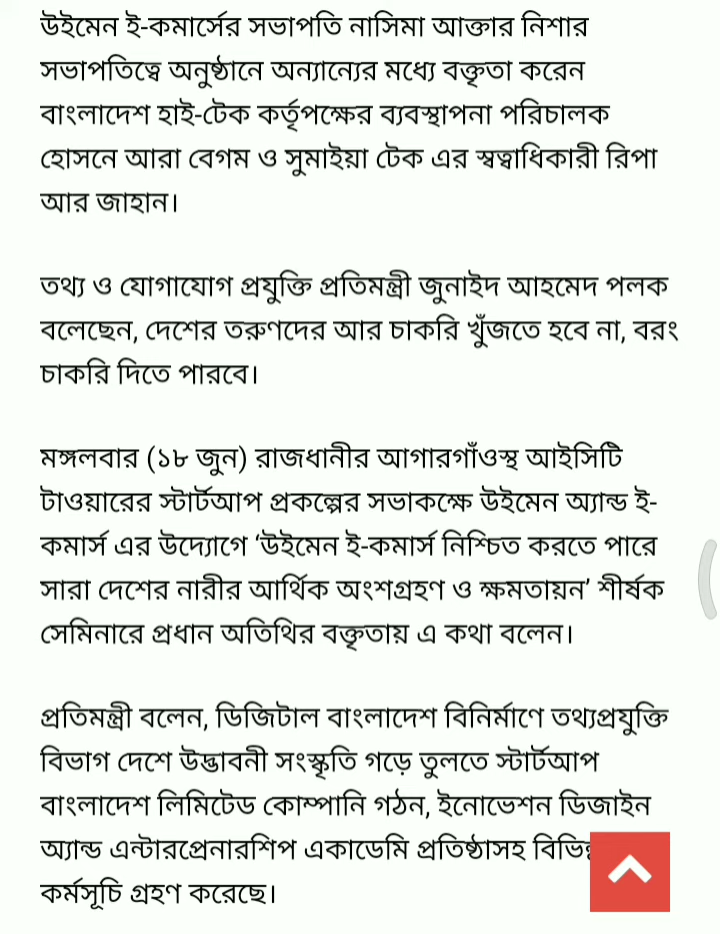 উইমেন ই-কমার্সের সভাপতি নাসিমা আক্তার নিশার
সভাপতিত্বে অনুষ্ঠানে অন্যান্যের মধ্যে বক্তৃতা করেন
বাংলাদেশ হাই-টেক কর্তৃপক্ষের ব্যবস্থাপনা পরিচালক
হোসনে আরা বেগম ও সুমাইয়া টেক এর স্বত্বাধিকারী রিপা
আর জাহান।
তথ্য ও যোগাযোগ প্রযুক্তি প্রতিমন্ত্রী জুনাইদ আহমেদ পলক
বলেছেন, দেশের তরুণদের আর চাকরি খুঁজতে হবে না, বরং
চাকরি দিতে পারবে।
মঙ্গলবার (১৮ জুন) রাজধানীর আগারগাঁওস্থ আইসিটি
টাওয়ারের স্টার্টআপ প্রকল্পের সভাকক্ষে উইমেন অ্যান্ড ই-
কমার্স এর উদ্যোগে ‘উইমেন ই-কমার্স নিশ্চিত করতে পারে
সারা দেশের নারীর আর্থিক অংশগ্রহণ ও ক্ষমতায়ন’ শীর্ষক
সেমিনারে প্রধান অতিথির বক্তৃতায় এ কথা বলেন।
প্রতিমন্ত্রী বলেন, ডিজিটাল বাংলাদেশ বিনির্মাণে তথ্যপ্রযুক্তি
বিভাগ দেশে উদ্ভাবনী সংস্কৃতি গড়ে তুলতে স্টার্টআপ
বাংলাদেশ লিমিটেড কোম্পানি গঠন, ইনোভেশন ডিজাইন
অ্যান্ড এন্টারপ্রেনারশিপ একাডেমি প্রতিষ্ঠাসহ
কর্মসূচি গ্রহণ করেছে।